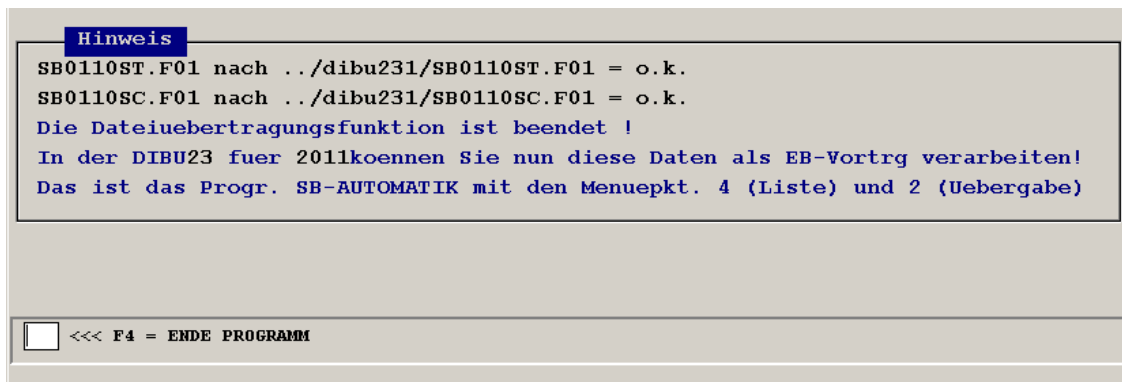 Hinweis
SB0110ST.F01 nach ../dibu231/SB0110ST.F01 = o.k.
SB0110SC.F01 nach ../dibu231/SB0110SC.F01 = o.k.
Die Dateiuebertragungsfunktion ist beendet !
In der DIBU23 fuer 2011koennen Sie nun diese Daten als EB-Vortrg verarbeiten!
Das ist das Progr. SB-AUTOMATIK mit den Menuepkt. 4 (Liste) und 2 (Uebergabe)
<<< F4 = ENDE PROGRAMM